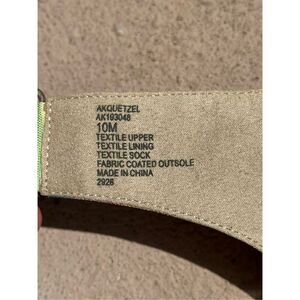 AKQUETZEL
AK193048
10M
TEXTILE UPPER
TEXTILE LINING
TEXTILE SOCK
FABRIC COATED OUTSOLE
MADE IN CHINA
2926